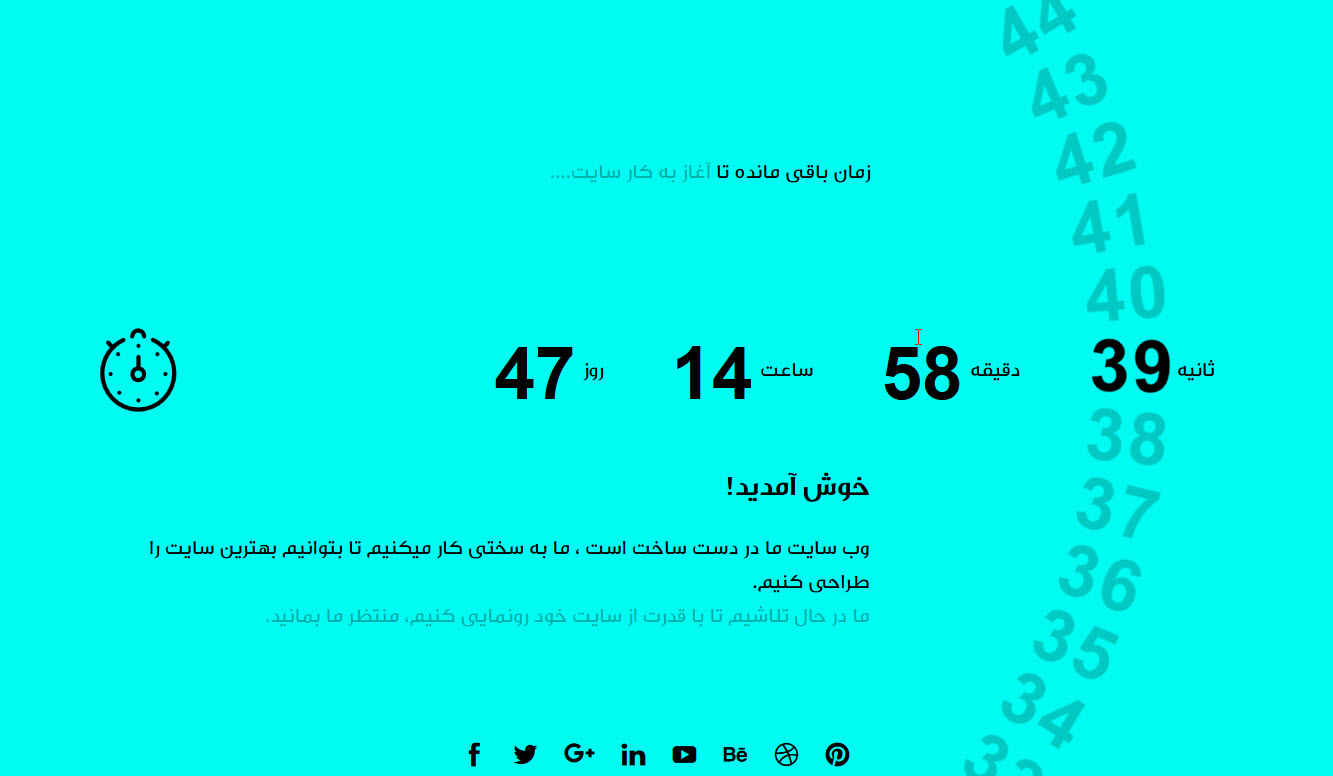 44
43
42
زمان باقی مانده تا آغاز به کار سایت....
41
40
39 ثانیه
58 دقیقه
14 ساعت
47 روز
38
37
خوش آمدید!
وب سایت ما در دست ساخت است ، ما به سختی کار میکنیم تا بتوانیم بهترین سایت را
طراحی کنیم.
ما در حال تلاشیم تا با قدرت از سایت خود رونمایی کنیم، منتظر ما بمانید.
36
35
34